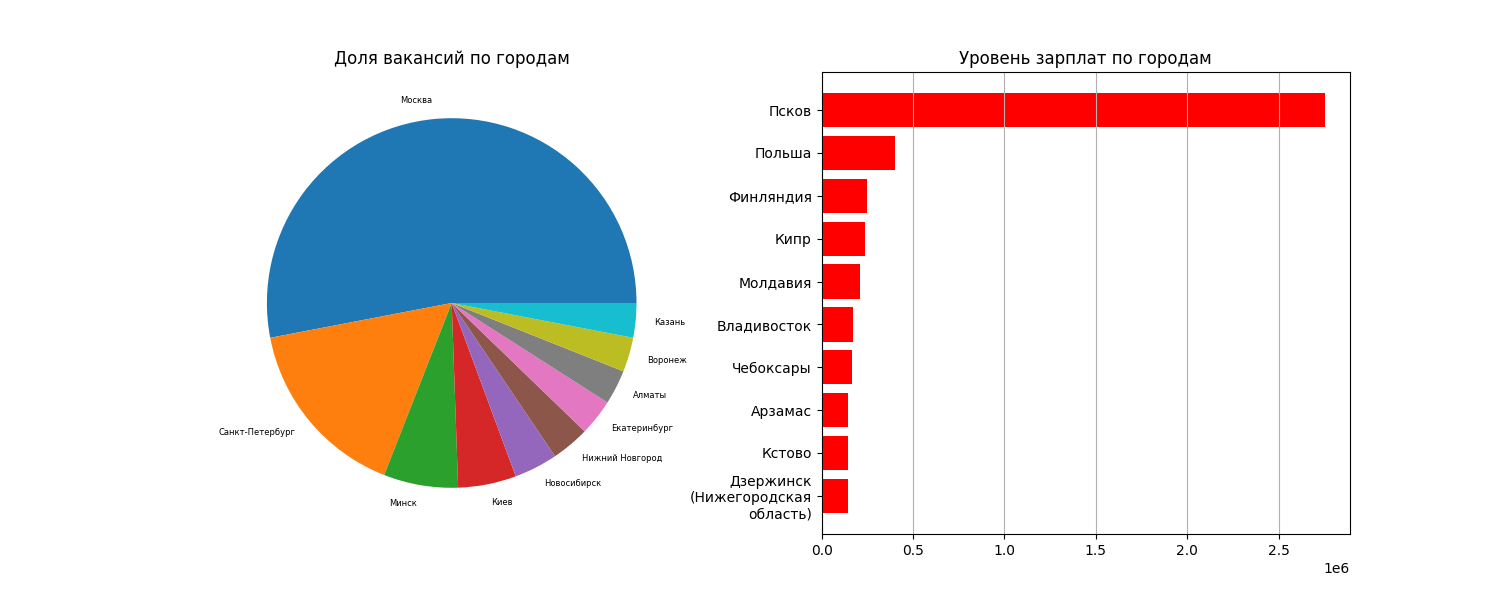 Доля вакансий по городам
Москва
Санкт-Петербург
Минск
Киев
Новосибирск
Нижний Новгород
Екатеринбург
Алматы
Воронеж
Казань
Уровень зарплат по городам
Псков
Польша
Финляндия
Кипр
Молдавия
Владивосток
Чебоксары
Арзамас
Кстово
Дзержинск
(Нижегородская
область)
0.0 0.5 1.0 1.5 2.0 2.5
1e6